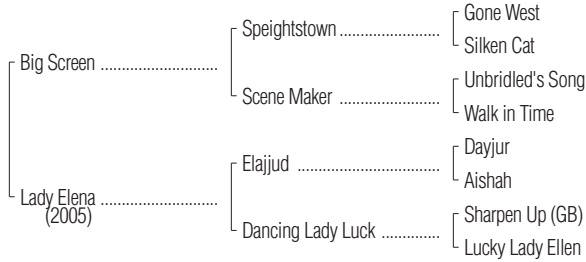 Gone West
Speightstown
Silken Cat
Big Screen
Unbridled's Song
Scene Maker
Walk in Time
Dayjur
Elajjud
Aishah
Lady Elena
(2005)
Sharpen Up (GB)
Dancing Lady Luck
Lucky Lady Ellen